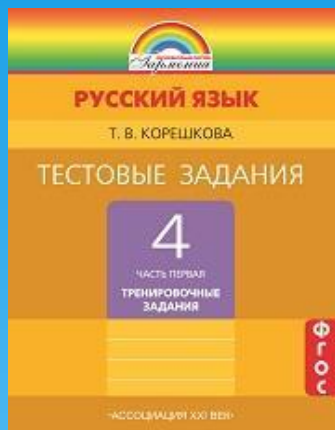 Гармония
РУССКИЙ ЯЗЫК
Т. В. КОРЕШКОВА
ТЕСТОВЫЕ ЗАДАНИЯ
4
ЧАСТЬ ПЕРВАЯ
ТРЕНИРОВОЧНЫЕ
ЗАДАНИЯ
ФГОС
«АССОЦИАЦИЯ XXI ВЕК»